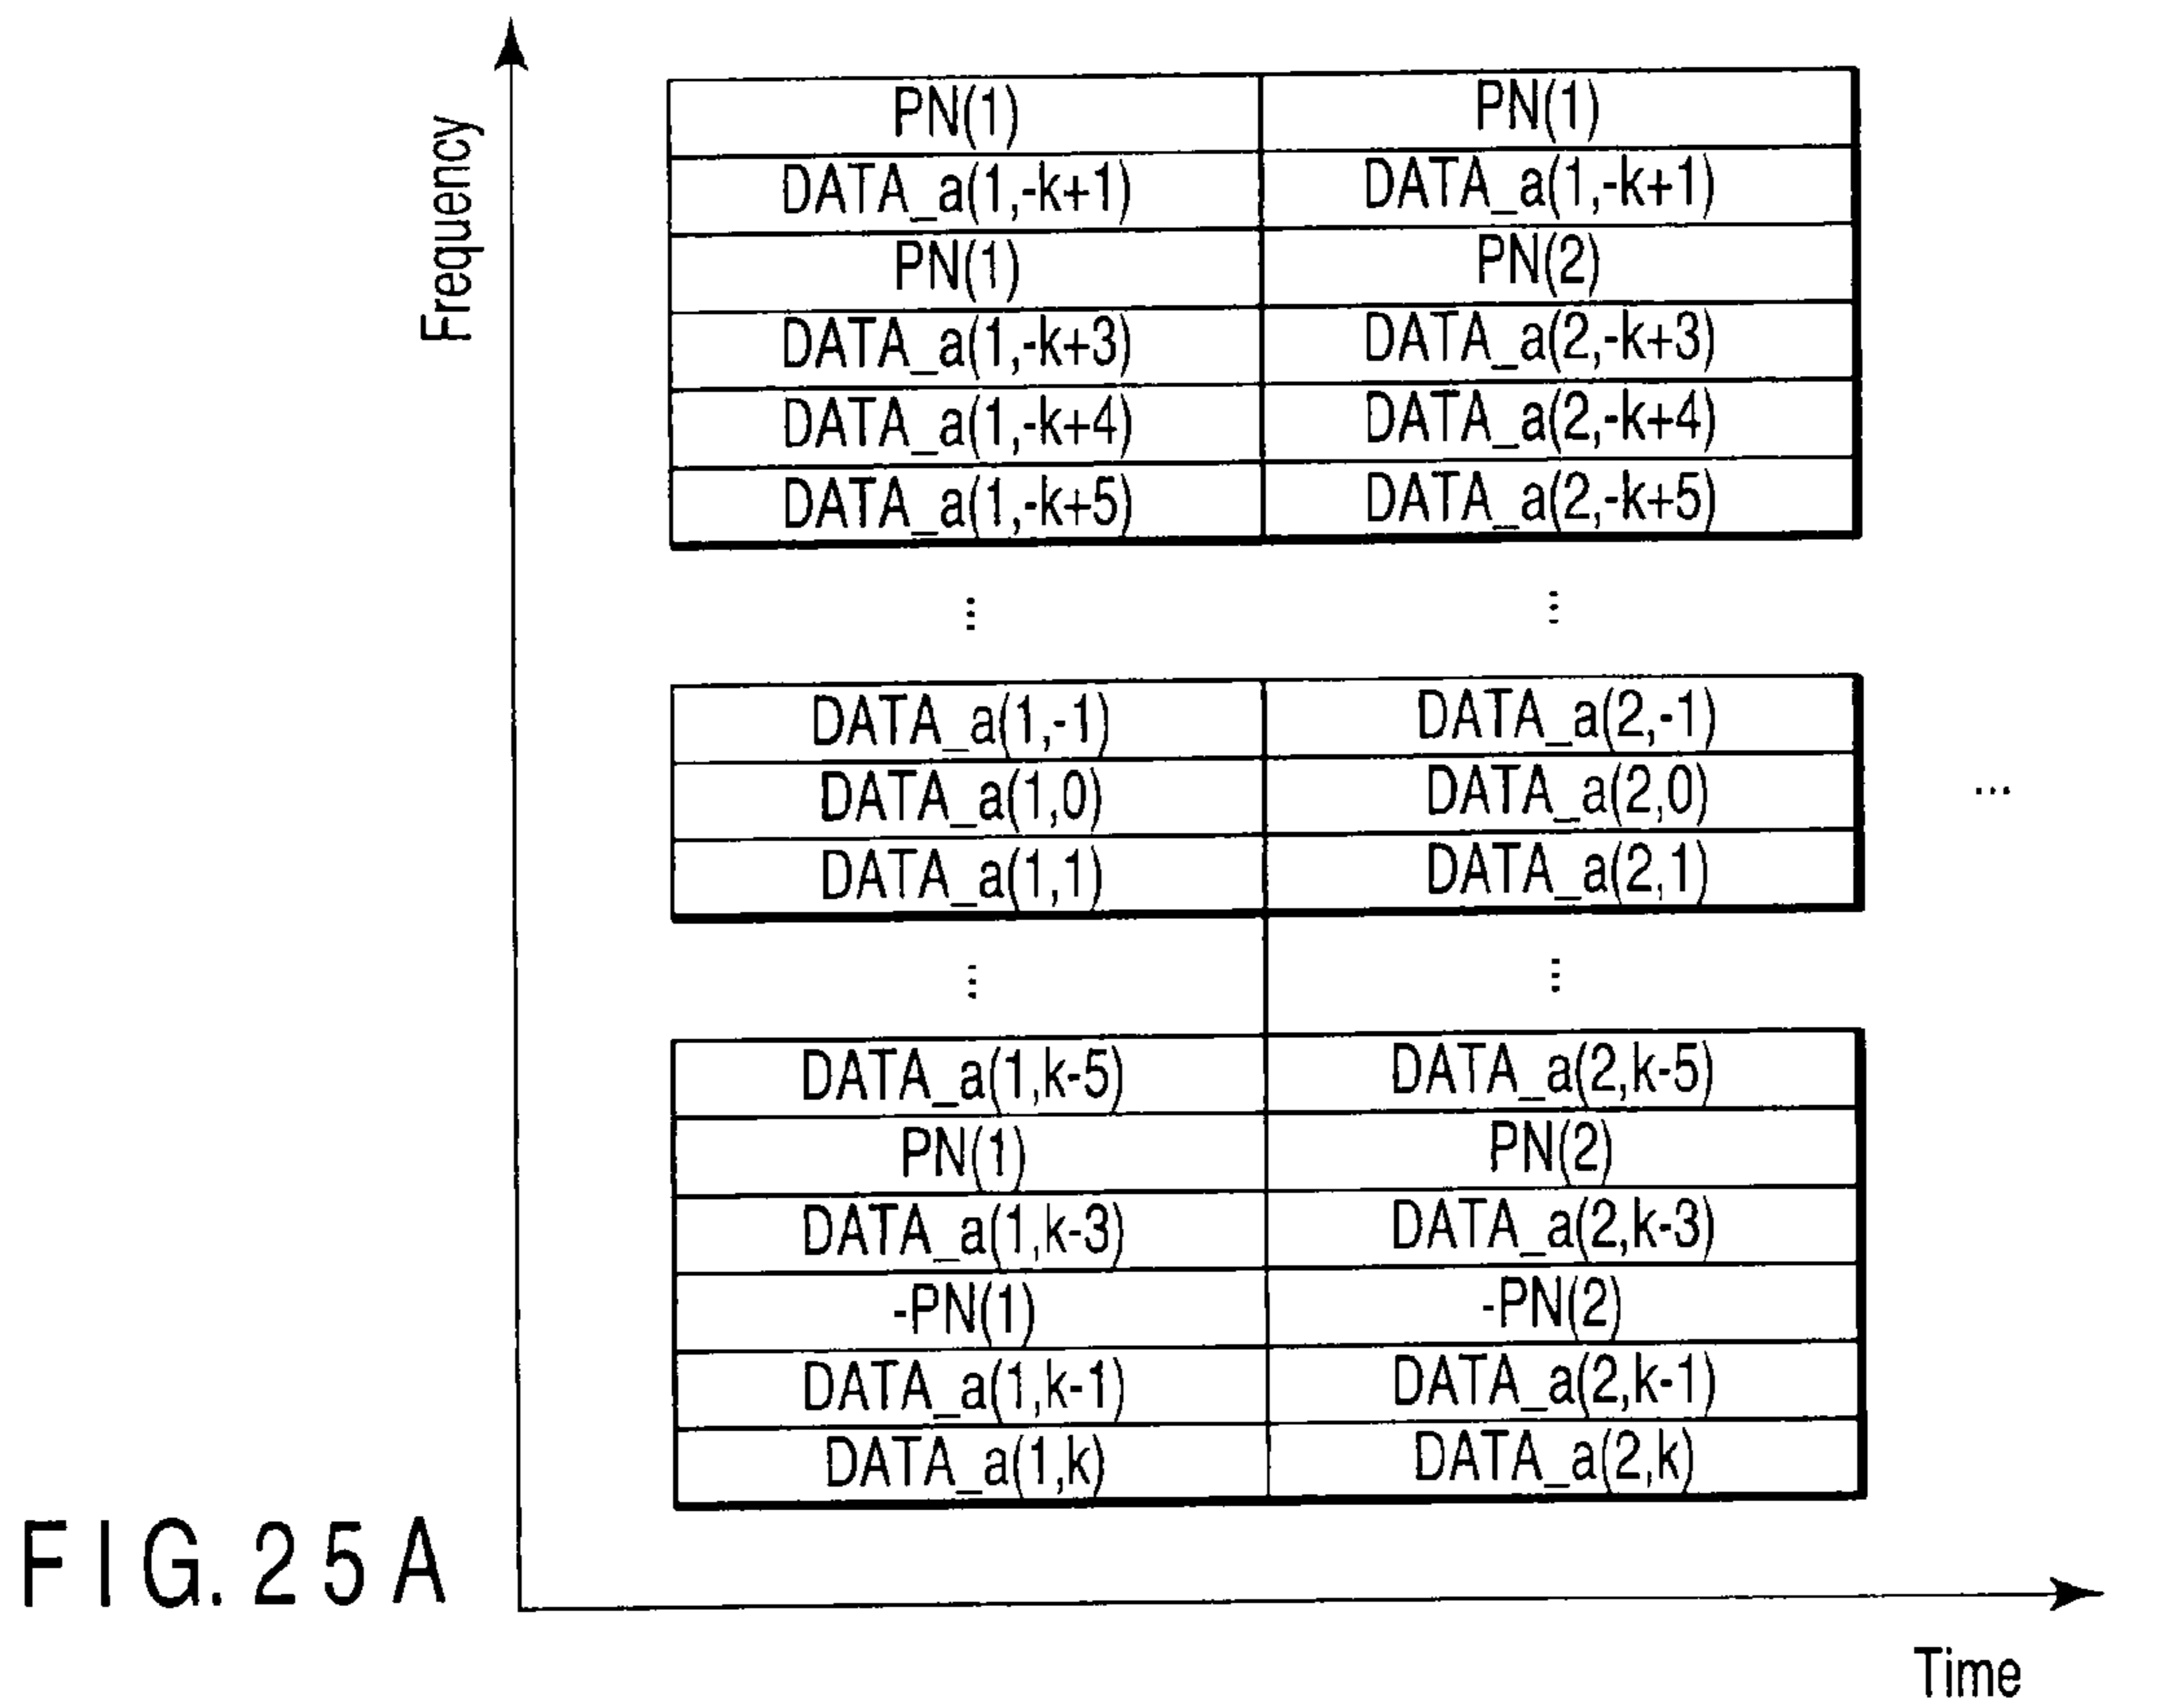 Frequency
PN(1) PN(1)
DATA_a(1,-k+1) DATA_a(1,-k+1)
PN(1) PN(2)
DATA_a(1,-k+3) DATA_a(2,-k+3)
DATA_a(1,-k+4) DATA_a(2,-k+4)
DATA_a(1,-k+5) DATA_a(2,-k+5)
... ...
DATA_a(1,-1) DATA_a(2,-1)
DATA_a(1,0) DATA_a(2,0) ...
DATA_a(1,1) DATA_a(2,1)
... ...
DATA_a(1,k-5) DATA_a(2,k-5)
PN(1) PN(2)
DATA_a(1,k-3) DATA_a(2,k-3)
-PN(1) -PN(2)
DATA_a(1,k-1) DATA_a(2,k-1)
DATA_a(1,k) DATA_a(2,k)
FIG. 25A
Time